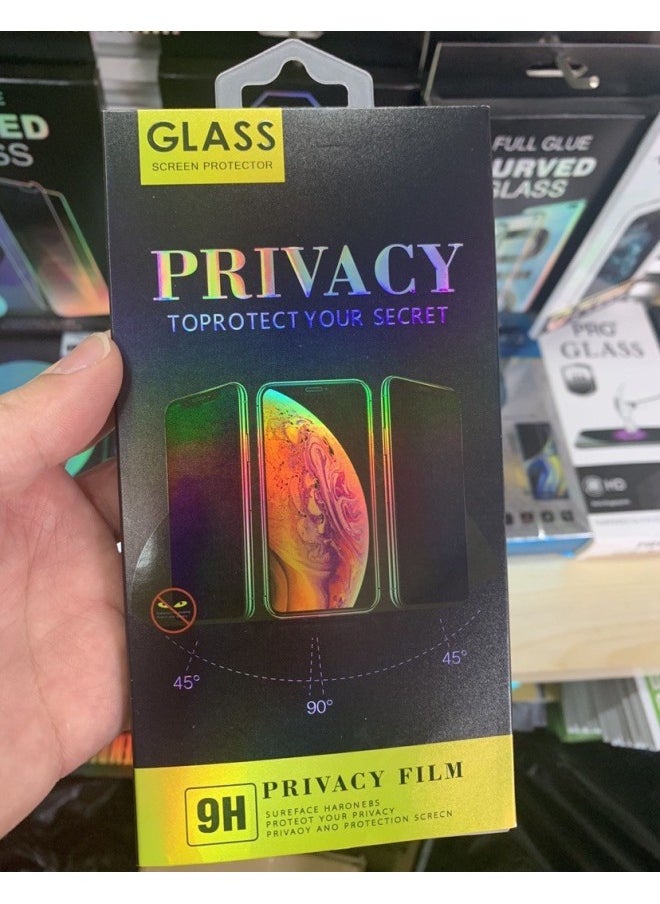 GLASS
SCREEN PROTECTOR
PRIVACY
TOPROTECT YOUR SECRET
45°
90°
45°
9H
PRIVACY FILM
SUREFACE HARONEBS
PROTEOT YOUR PRIVACY
PRIVAOY ANO PROTECTION SCRECN
ED
SS
FULL GLUE
URVED
GLASS
PRO
GLASS
HD